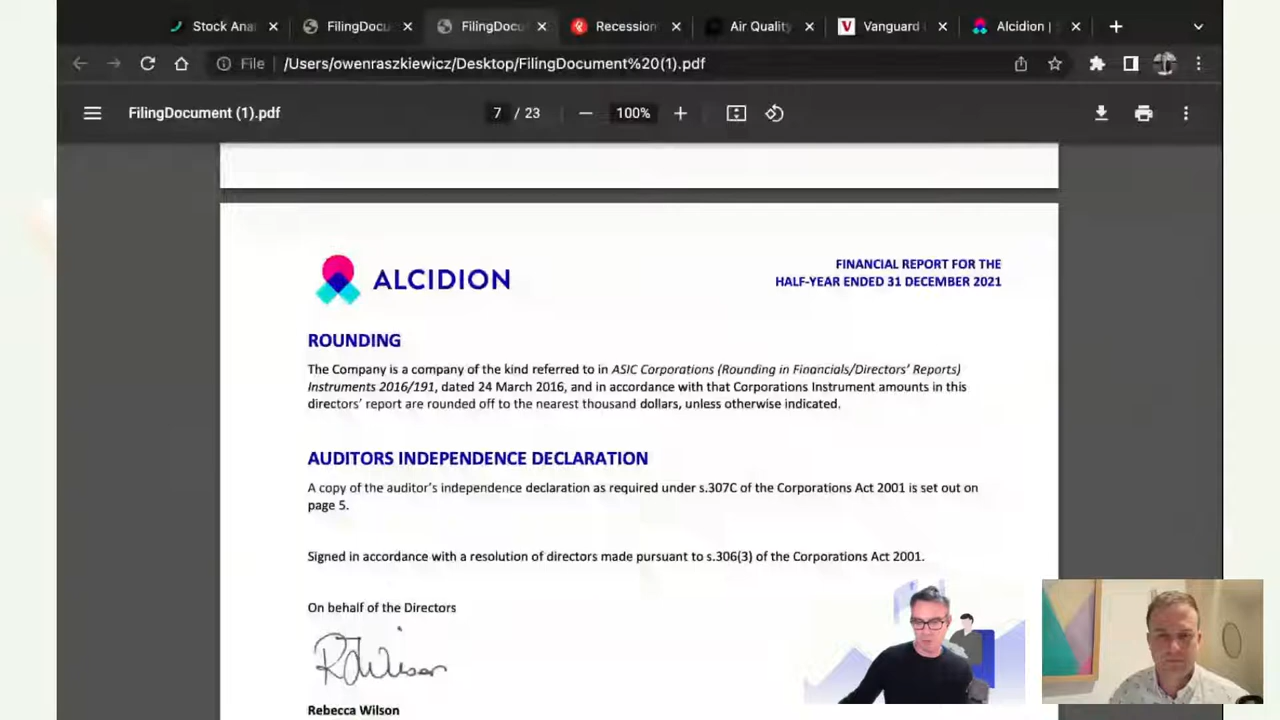 Stock Ana
FilingDocu
FilingDocu
Recession
Air Quality
Vanguard
Alcidion |
File
/Users/owenraszkiewicz/Desktop/FilingDocument%20(1).pdf
FilingDocument (1).pdf
7 / 23
100%
ALCIDION
FINANCIAL REPORT FOR THE
HALF-YEAR ENDED 31 DECEMBER 2021
ROUNDING
The Company is a company of the kind referred to in ASIC Corporations (Rounding in Financials/Directors' Reports)
Instruments 2016/191, dated 24 March 2016, and in accordance with that Corporations Instrument amounts in this
directors' report are rounded off to the nearest thousand dollars, unless otherwise indicated.
AUDITORS INDEPENDENCE DECLARATION
A copy of the auditor's independence declaration as required under s.307C of the Corporations Act 2001 is set out on
page 5.
Signed in accordance with a resolution of directors made pursuant to s.306(3) of the Corporations Act 2001.
On behalf of the Directors
Rebecca Wilson